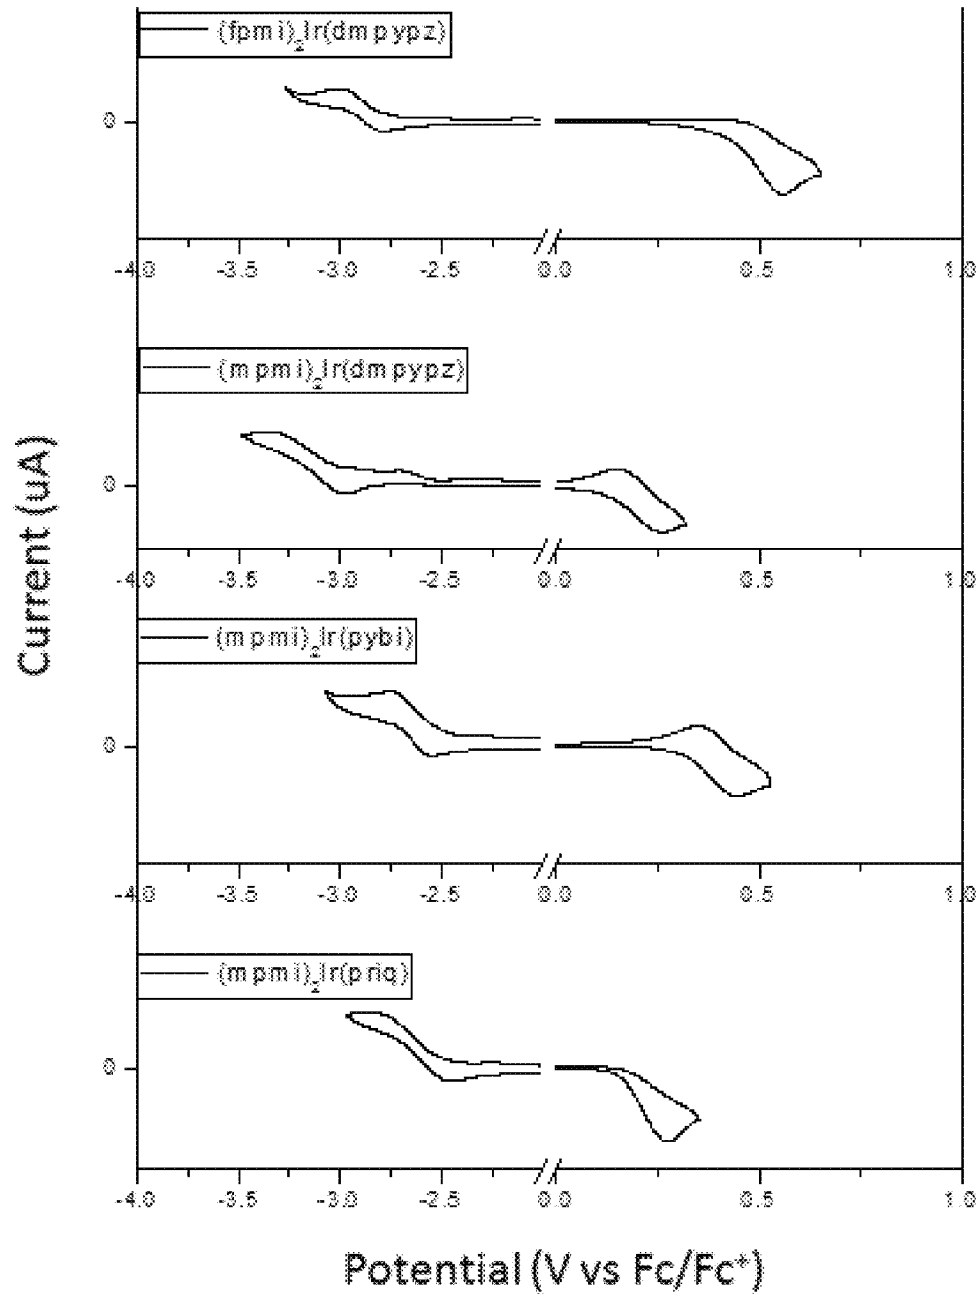 (fpmi)₂Ir(dmpypz)
0
-4.0 -3.5 -3.0 -2.5 0.0 0.5 1.0
(mpmi)₂Ir(dmpypz)
0
-4.0 -3.5 -3.0 -2.5 0.0 0.5 1.0
(mpmi)₂Ir(pybi)
0
-4.0 -3.5 -3.0 -2.5 0.0 0.5 1.0
(mpmi)₂Ir(priq)
0
-4.0 -3.5 -3.0 -2.5 0.0 0.5 1.0
Current (uA)
Potential (V vs Fc/Fc⁺)